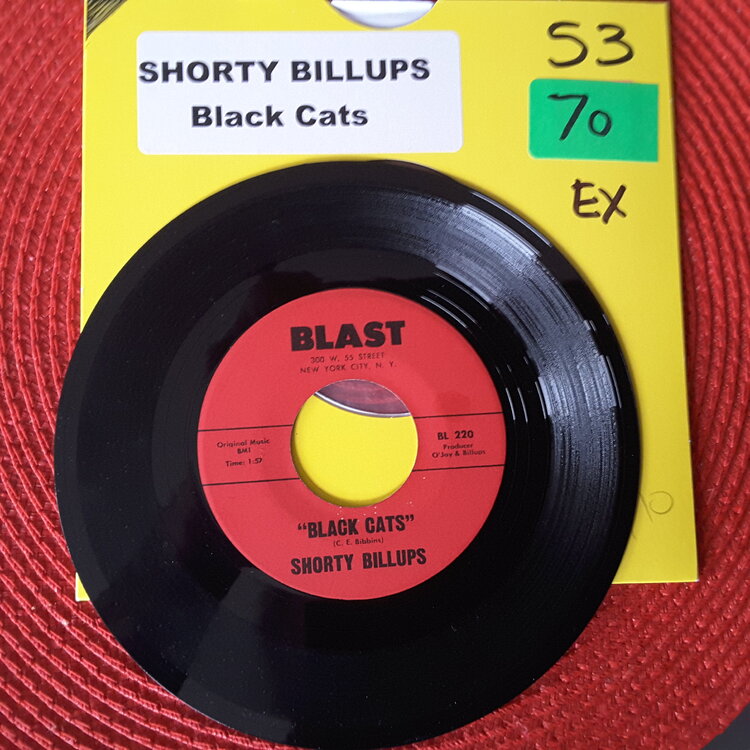 SHORTY BILLUPS
Black Cats
53
70
EX
BLAST
300 W. 55 STREET
NEW YORK CITY, N. Y.
Original Music
BMI
Time: 1:57
BL 220
Producer
O'Jay & Billups
"BLACK CATS"
(C. E. Bibbins)
SHORTY BILLUPS